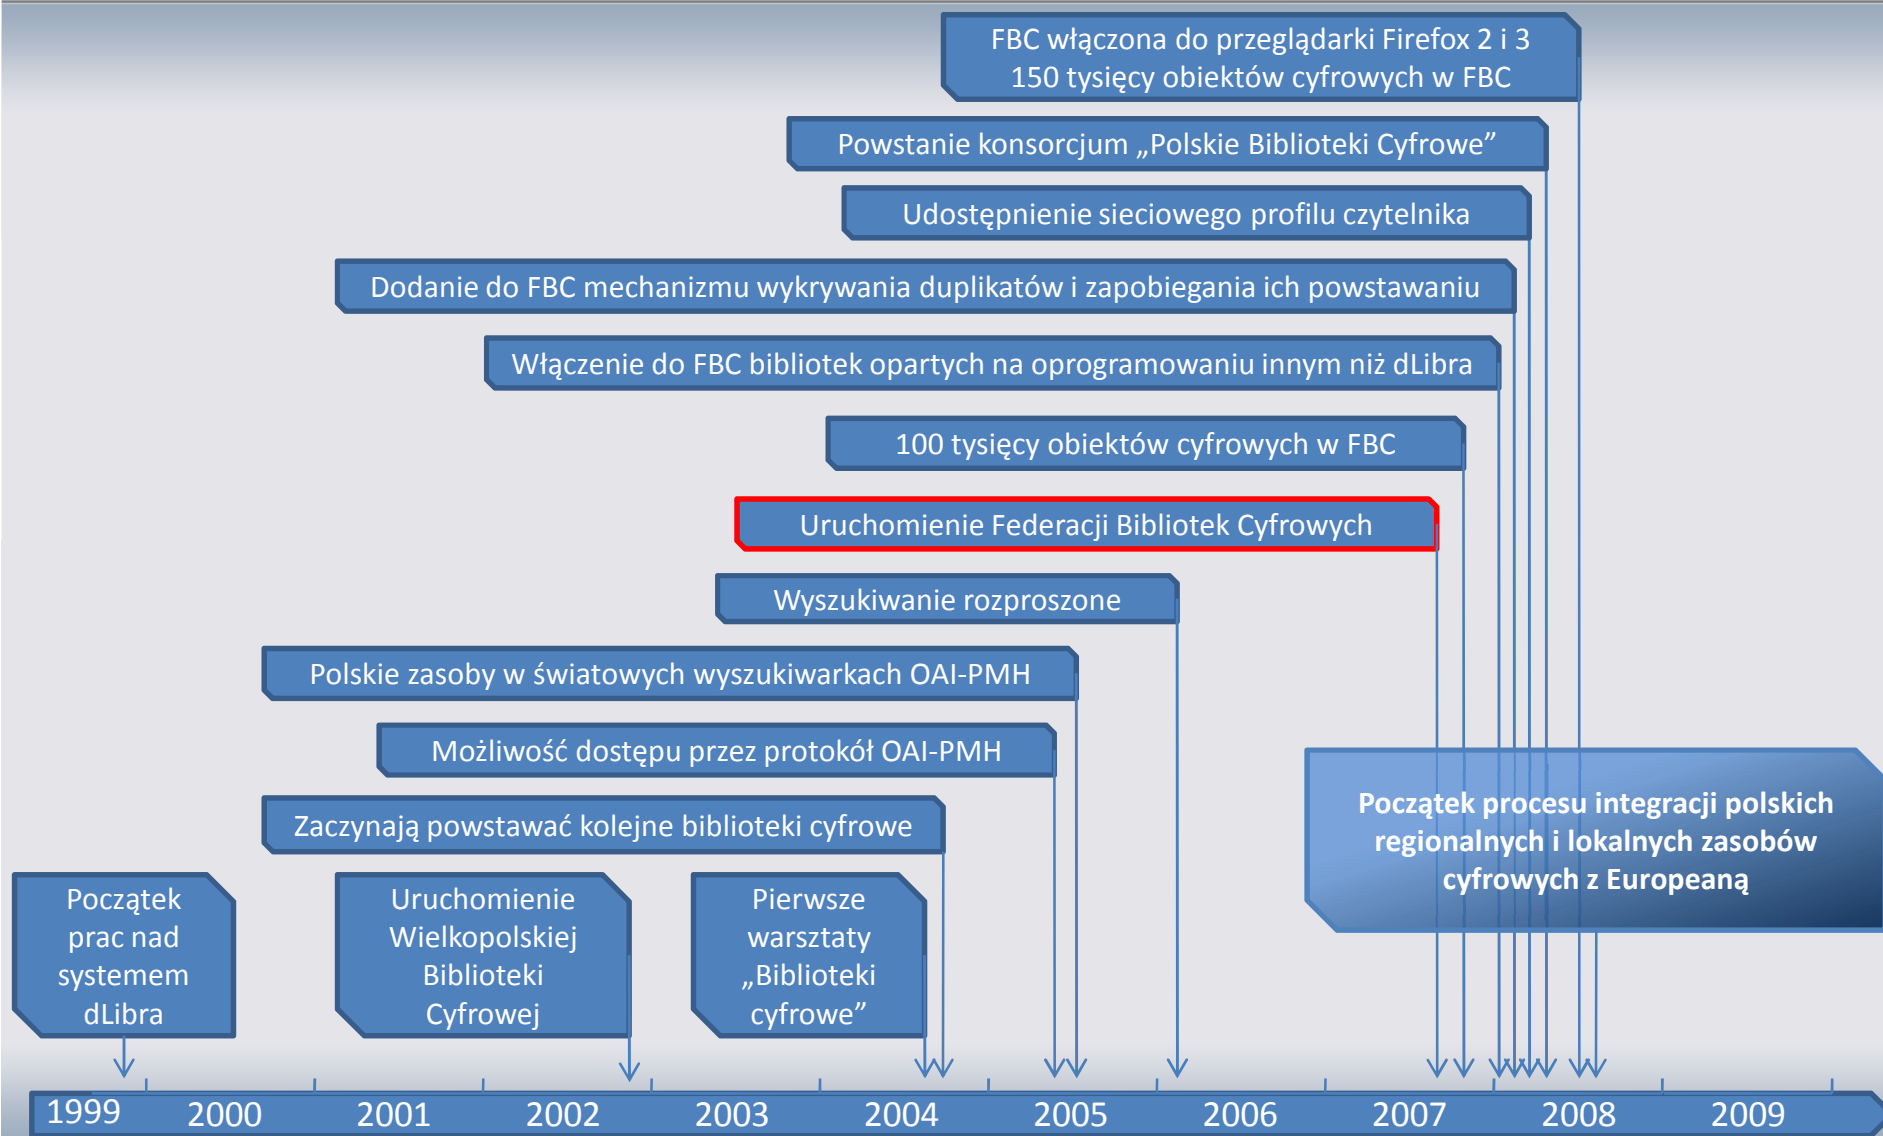 FBC włączona do przeglądarki Firefox 2 i 3
150 tysięcy obiektów cyfrowych w FBC
Powstanie konsorcjum „Polskie Biblioteki Cyfrowe”
Udostępnienie sieciowego profilu czytelnika
Dodanie do FBC mechanizmu wykrywania duplikatów i zapobiegania ich powstawaniu
Włączenie do FBC bibliotek opartych na oprogramowaniu innym niż dLibra
100 tysięcy obiektów cyfrowych w FBC
Uruchomienie Federacji Bibliotek Cyfrowych
Wyszukiwanie rozproszone
Polskie zasoby w światowych wyszukiwarkach OAI-PMH
Możliwość dostępu przez protokół OAI-PMH
Zaczynają powstawać kolejne biblioteki cyfrowe
Początek procesu integracji polskich
regionalnych i lokalnych zasobów
cyfrowych z Europeaną
Początek
prac nad
systemem
dLibra
Uruchomienie
Wielkopolskiej
Biblioteki
Cyfrowej
Pierwsze
warsztaty
„Biblioteki
cyfrowe”
1999 2000 2001 2002 2003 2004 2005 2006 2007 2008 2009